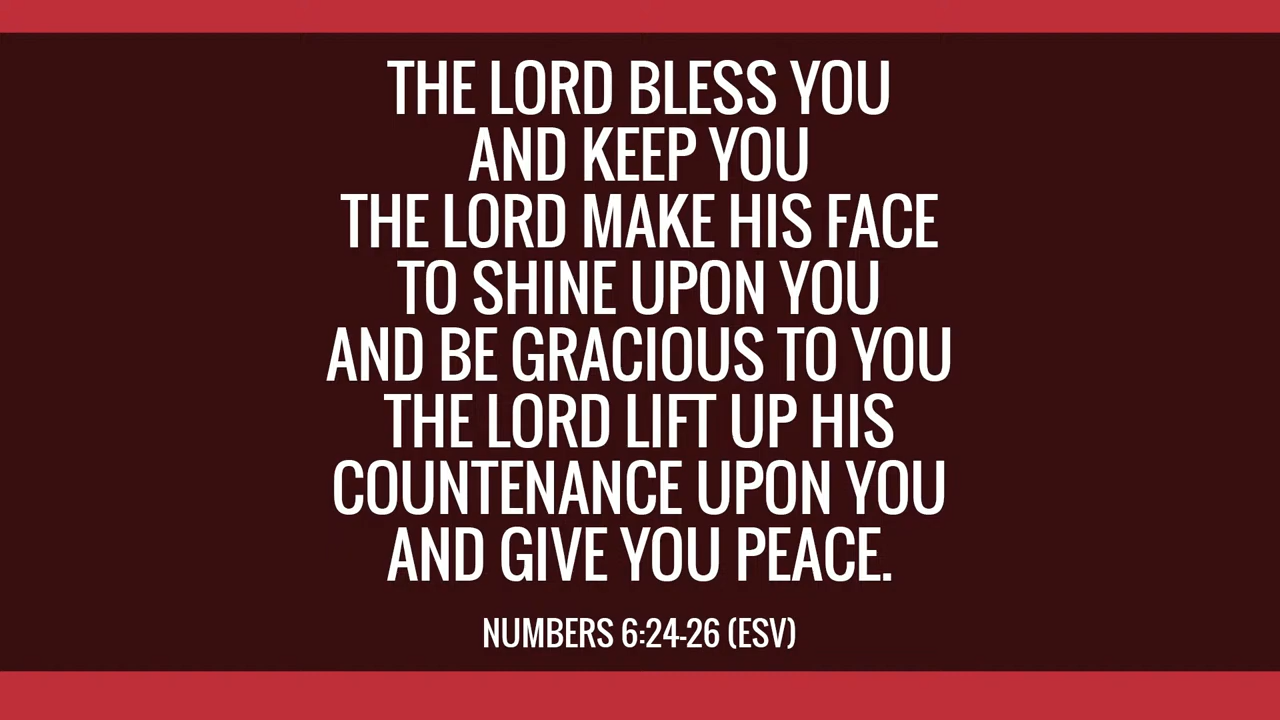 THE LORD BLESS YOU
AND KEEP YOU
THE LORD MAKE HIS FACE
TO SHINE UPON YOU
AND BE GRACIOUS TO YOU
THE LORD LIFT UP HIS
COUNTENANCE UPON YOU
AND GIVE YOU PEACE.
NUMBERS 6:24-26 (ESV)